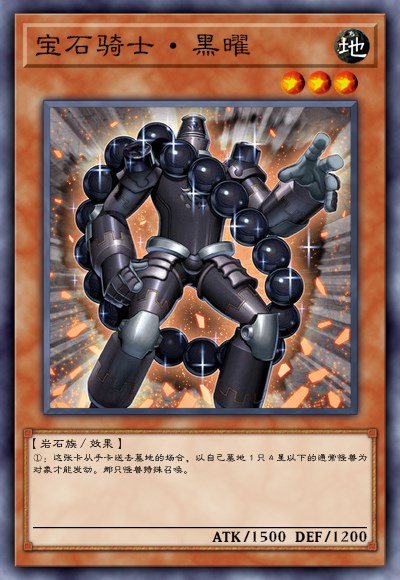 宝石骑士·黑曜
地
【岩石族／效果】
①：这张卡从手卡送去墓地的场合，以自己墓地1只4星以下的通常怪兽为
对象才能发动。那只怪兽特殊召唤。
ATK/1500 DEF/1200